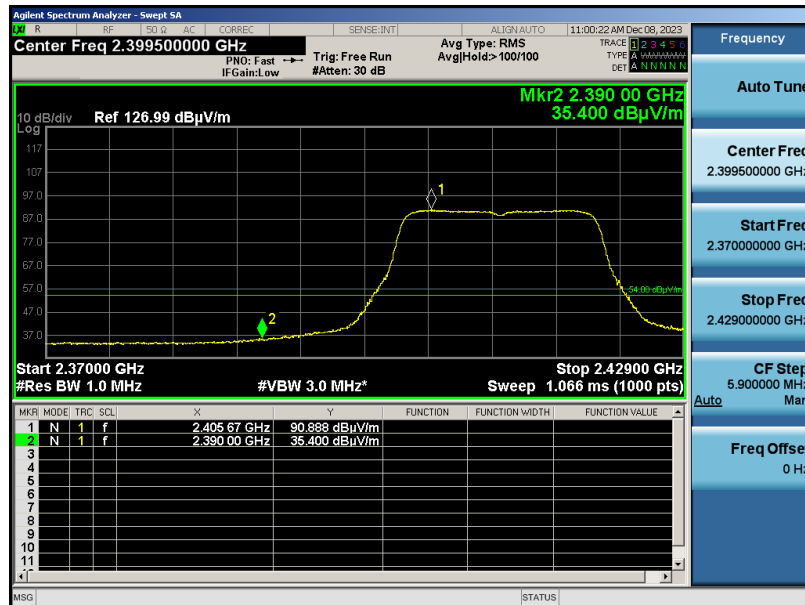 Agilent Spectrum Analyzer - Swept SA
LXI R RF 50 Ω AC CORREC SENSE:INT ALIGN AUTO 11:00:22 AM Dec 08, 2023
Center Freq 2.399500000 GHz
PNO: Fast
IFGain:Low
Trig: Free Run
#Atten: 30 dB
Avg Type: RMS
Avg|Hold:>100/100
TRACE 1 2 3 4 5 6
TYPE A WWWWW
DET A N N N N N
Mkr2 2.390 00 GHz
35.400 dBµV/m
10 dB/div Ref 126.99 dBµV/m
Log
117
107
97.0
87.0
77.0
67.0
57.0
47.0
37.0
1
2
54.00 dBµV/m
Start 2.37000 GHz Stop 2.42900 GHz
#Res BW 1.0 MHz #VBW 3.0 MHz* Sweep 1.066 ms (1000 pts)
MKR MODE TRC SCL X Y FUNCTION FUNCTION WIDTH FUNCTION VALUE
1 N 1 f 2.405 67 GHz 90.888 dBµV/m
2 N 1 f 2.390 00 GHz 35.400 dBµV/m
3
4
5
6
7
8
9
10
11
MSG STATUS
Frequency
Auto Tune
Center Freq
2.399500000 GHz
Start Freq
2.370000000 GHz
Stop Freq
2.429000000 GHz
CF Step
5.900000 MHz
Auto Man
Freq Offset
0 Hz